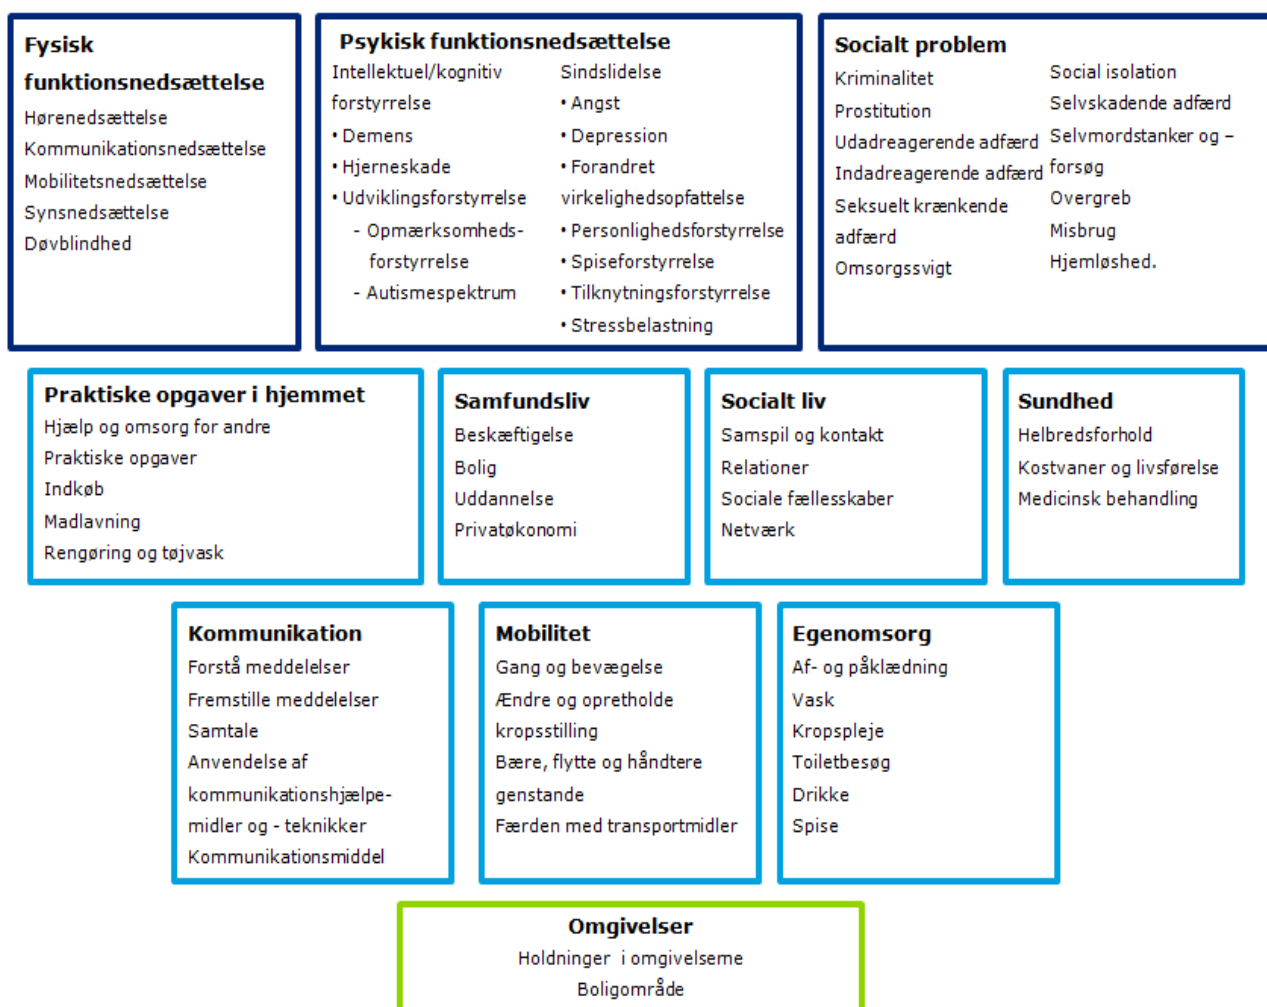 Fysisk
funktionsnedsættelse
Hørenedsættelse
Kommunikationsnedsættelse
Mobilitetsnedsættelse
Synsnedsættelse
Døvblindhed
Psykisk funktionsnedsættelse
Intellektuel/kognitiv
forstyrrelse
• Demens
• Hjerneskade
• Udviklingsforstyrrelse
- Opmærksomheds-
forstyrrelse
- Autismespektrum
Sindslidelse
• Angst
• Depression
• Forandret
virkelighedsopfattelse
• Personlighedsforstyrrelse
• Spiseforstyrrelse
• Tilknytningsforstyrrelse
• Stressbelastning
Socialt problem
Kriminalitet
Prostitution
Udadreagerende adfærd
Indadreagerende adfærd
Seksuelt krænkende
adfærd
Omsorgssvigt
Social isolation
Selvskadende adfærd
Selvmordstanker og –
forsøg
Overgreb
Misbrug
Hjemløshed.
Praktiske opgaver i hjemmet
Hjælp og omsorg for andre
Praktiske opgaver
Indkøb
Madlavning
Rengøring og tøjvask
Samfundsliv
Beskæftigelse
Bolig
Uddannelse
Privatøkonomi
Socialt liv
Samspil og kontakt
Relationer
Sociale fællesskaber
Netværk
Sundhed
Helbredsforhold
Kostvaner og livsførelse
Medicinsk behandling
Kommunikation
Forstå meddelelser
Fremstille meddelelser
Samtale
Anvendelse af
kommunikationshjælpe-
midler og - teknikker
Kommunikationsmiddel
Mobilitet
Gang og bevægelse
Ændre og opretholde
kropsstilling
Bære, flytte og håndtere
genstande
Færden med transportmidler
Egenomsorg
Af- og påklædning
Vask
Kropspleje
Toiletbesøg
Drikke
Spise
Omgivelser
Holdninger i omgivelserne
Boligområde